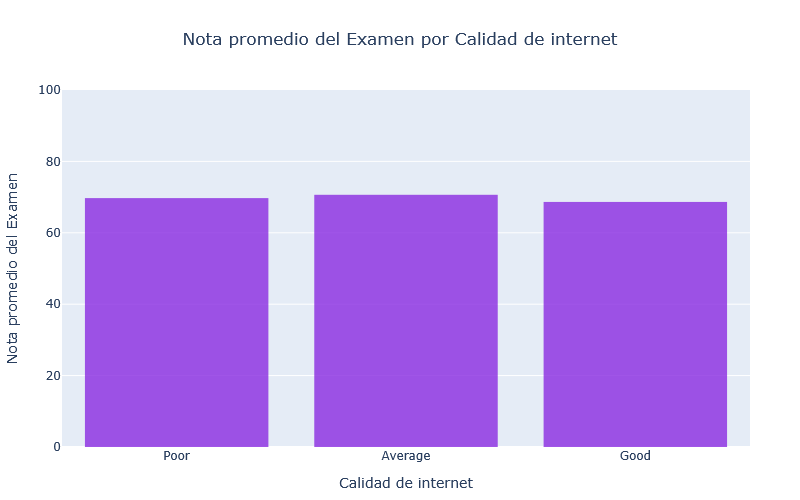 Nota promedio del Examen por Calidad de internet
Nota promedio del Examen
100
80
60
40
20
0
Poor
Average
Good
Calidad de internet